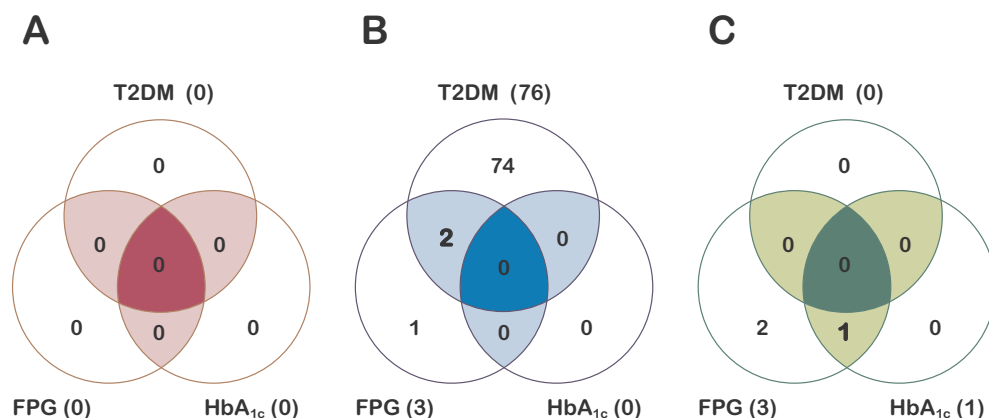 A B C
T2DM (0) T2DM (76) T2DM (0)
0 74 0
0 0 2 0 0 0
0 0 0
0 0 0 1 0 0 2 1 0
FPG (0) HbA1c (0) FPG (3) HbA1c (0) FPG (3) HbA1c (1)